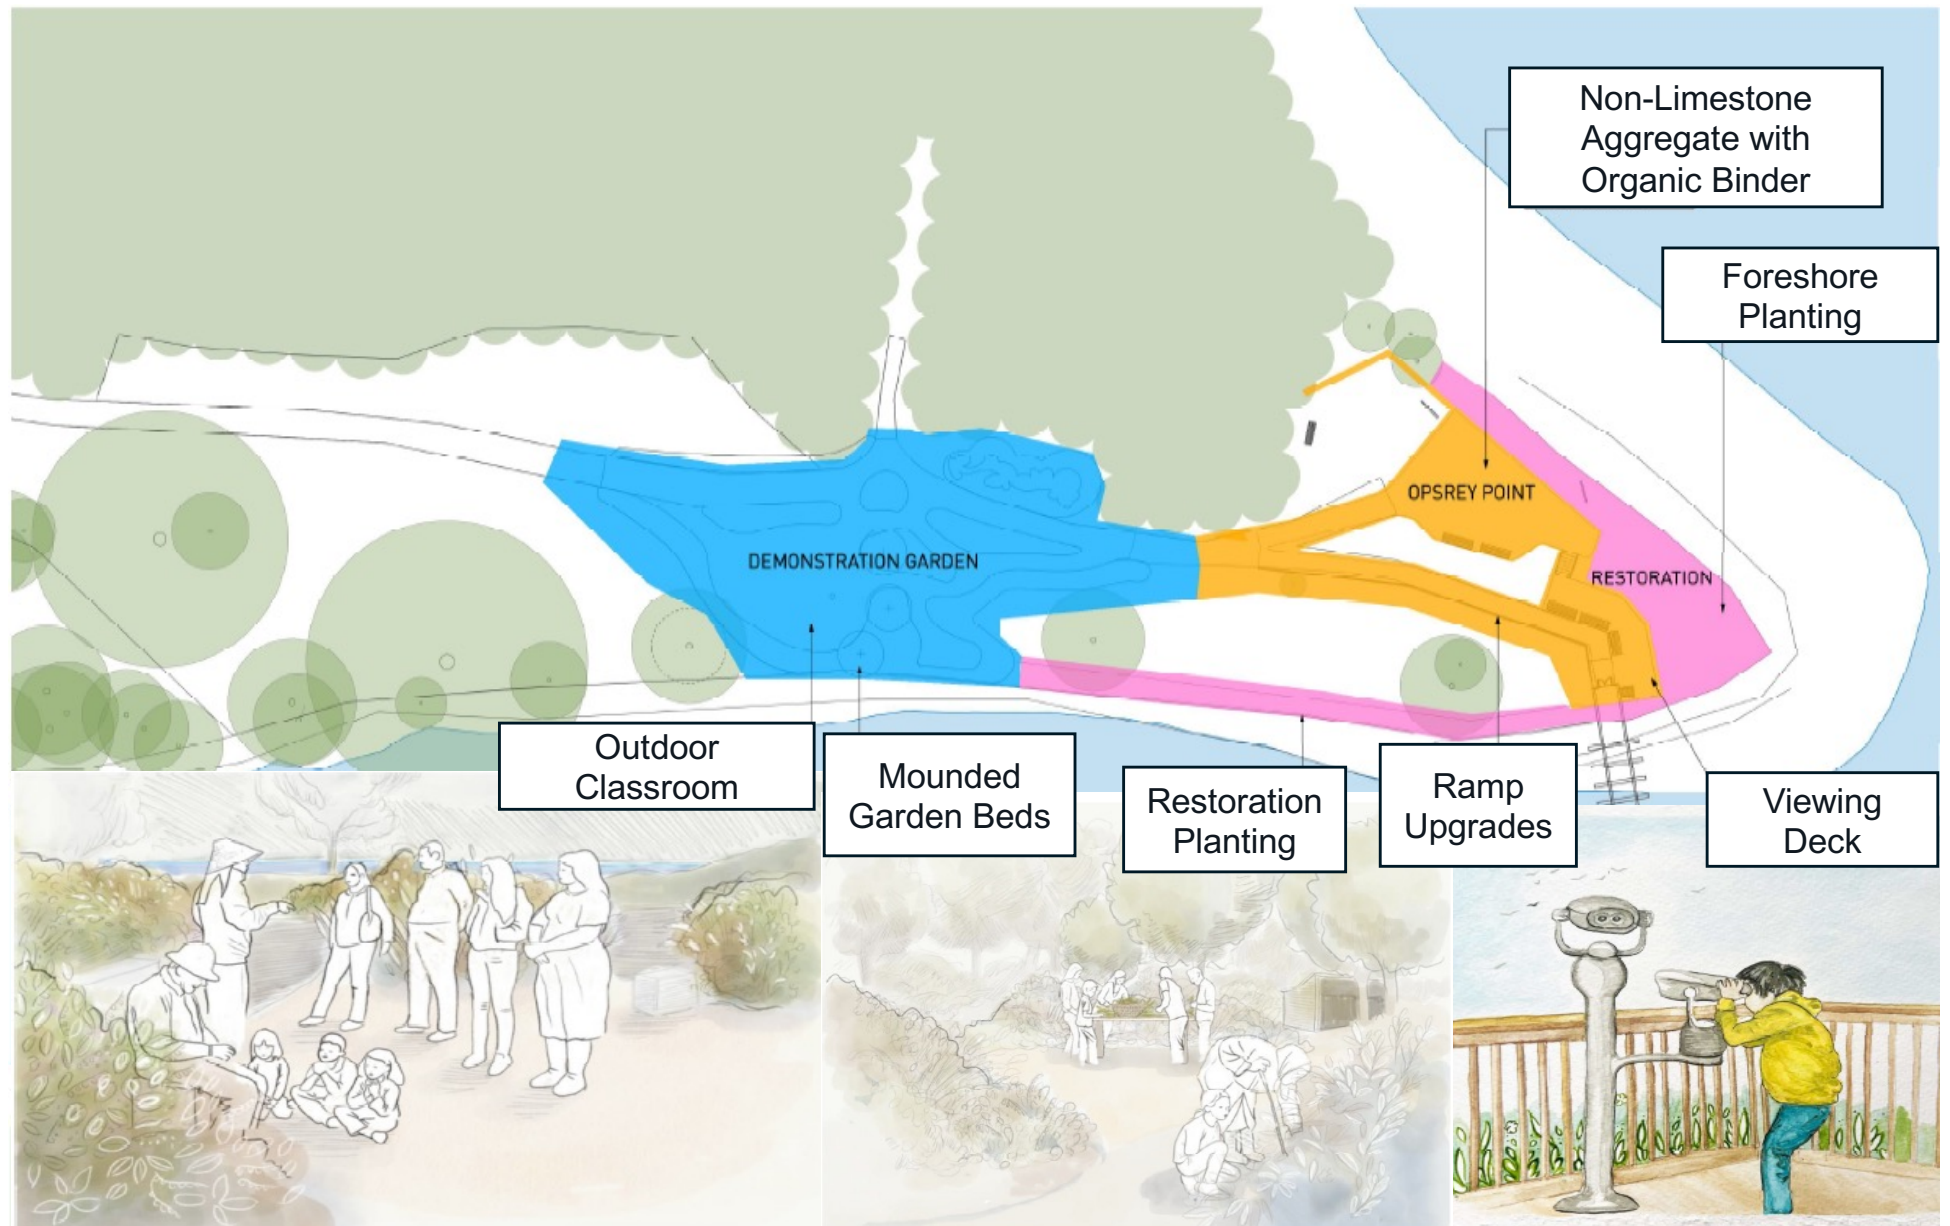 Non-Limestone
Aggregate with
Organic Binder
Foreshore
Planting
OPSREY POINT
DEMONSTRATION GARDEN
RESTORATION
Outdoor
Classroom
Mounded
Garden Beds
Restoration
Planting
Ramp
Upgrades
Viewing
Deck